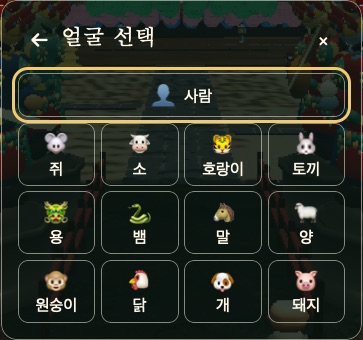 ← 얼굴 선택 ×
사람
쥐 소 호랑이 토끼
용 뱀 말 양
원숭이 닭 개 돼지